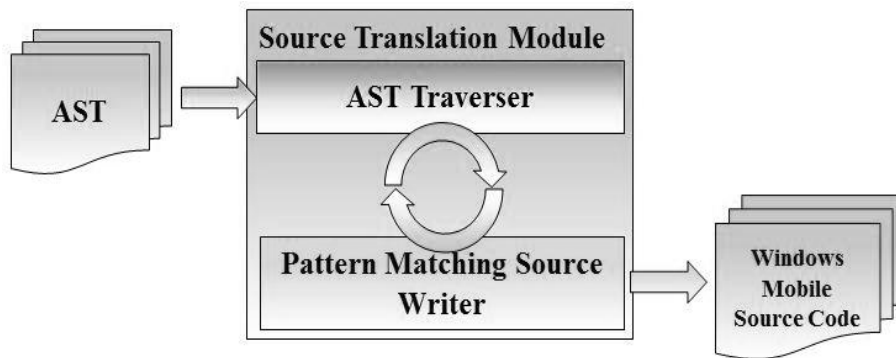 Source Translation Module
AST
AST Traverser
Pattern Matching Source
Writer
Windows
Mobile
Source Code